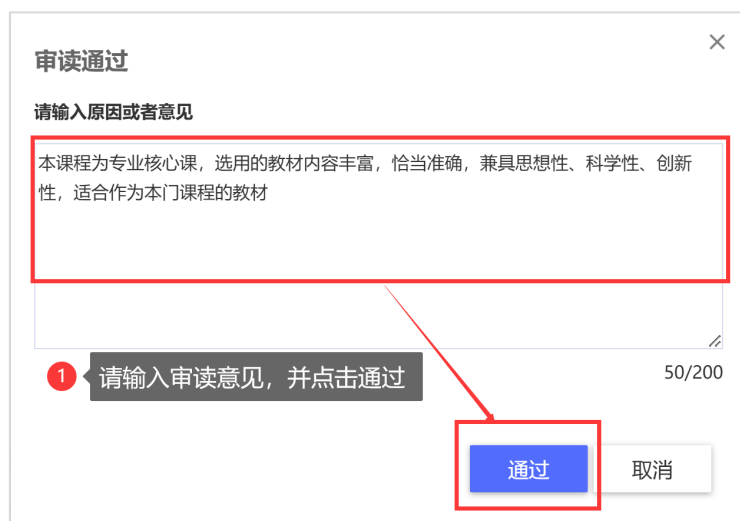 审读通过
请输入原因或者意见
本课程为专业核心课，选用的教材内容丰富，恰当准确，兼具思想性、科学性、创新
性，适合作为本门课程的教材
50/200
1 请输入审读意见，并点击通过
通过 取消